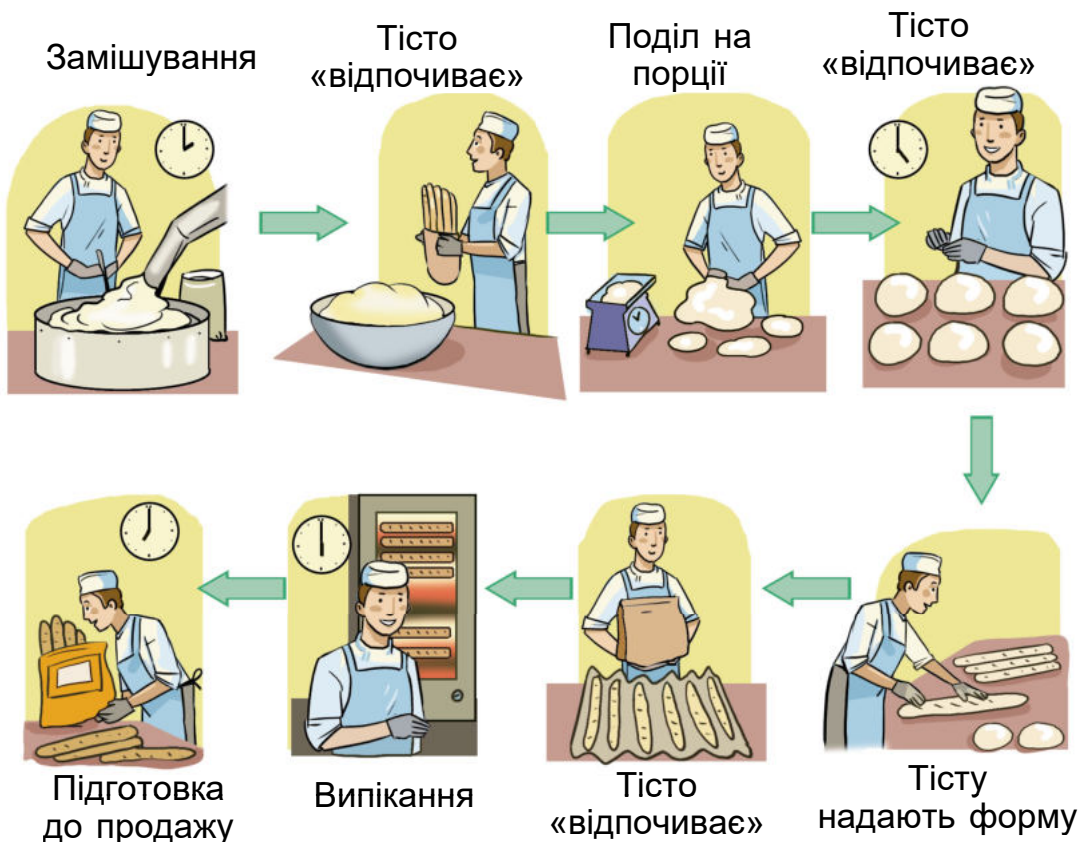 Замішування
Тісто
«відпочиває»
Поділ на
порції
Тісто
«відпочиває»
Тісту
надають форму
Тісто
«відпочиває»
Випікання
Підготовка
до продажу